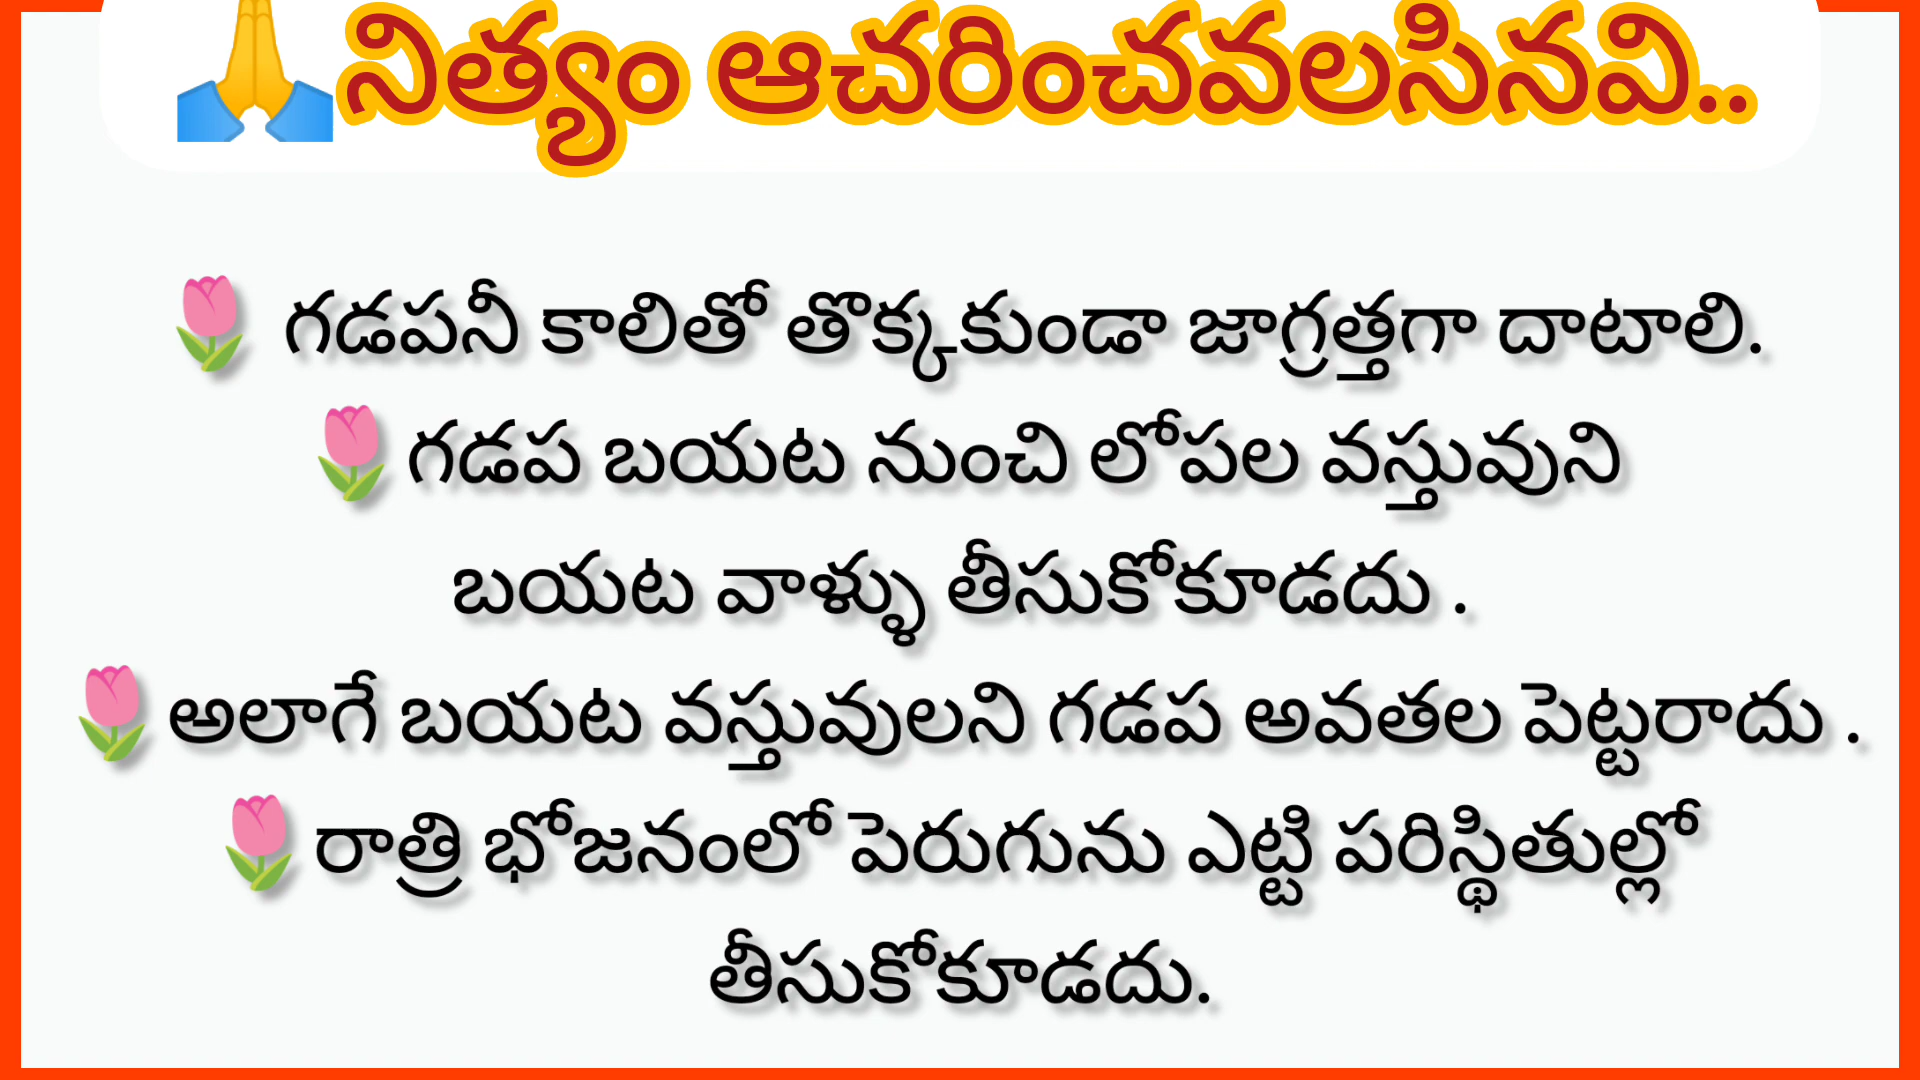 🙏నిత్యం ఆచరించవలసినవి..
🌷 గడపనీ కాలితో తొక్కకుండా జాగ్రత్తగా దాటాలి.
🌷గడప బయట నుంచి లోపల వస్తువుని
బయట వాళ్ళు తీసుకోకూడదు .
🌷అలాగే బయట వస్తువులని గడప అవతల పెట్టరాదు .
🌷రాత్రి భోజనంలో పెరుగును ఎట్టి పరిస్థితుల్లో
తీసుకోకూడదు.